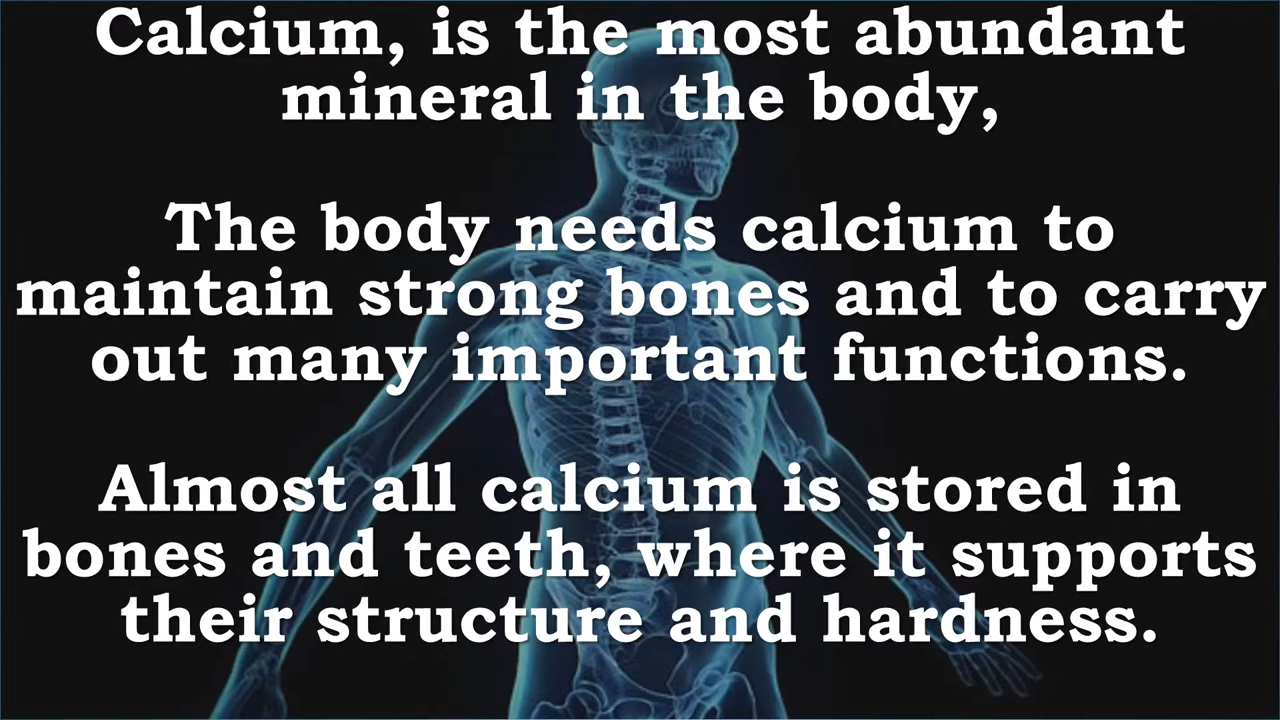 Calcium, is the most abundant
mineral in the body,
The body needs calcium to
maintain strong bones and to carry
out many important functions.
Almost all calcium is stored in
bones and teeth, where it supports
their structure and hardness.